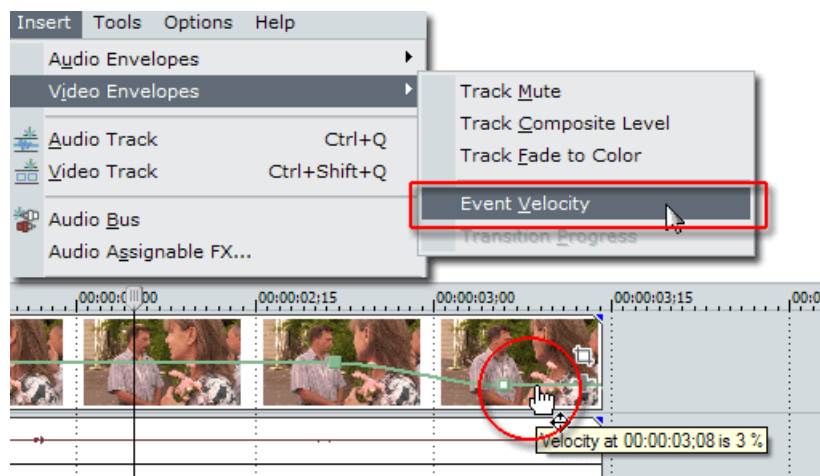 Insert Tools Options Help
Audio Envelopes
Video Envelopes
Audio Track Ctrl+Q
Video Track Ctrl+Shift+Q
Audio Bus
Audio Assignable FX...
Track Mute
Track Composite Level
Track Fade to Color
Event Velocity
Transition Progress
00:00:02;15 00:00:03;00 00:00:03;15
Velocity at 00:00:03;08 is 3 %